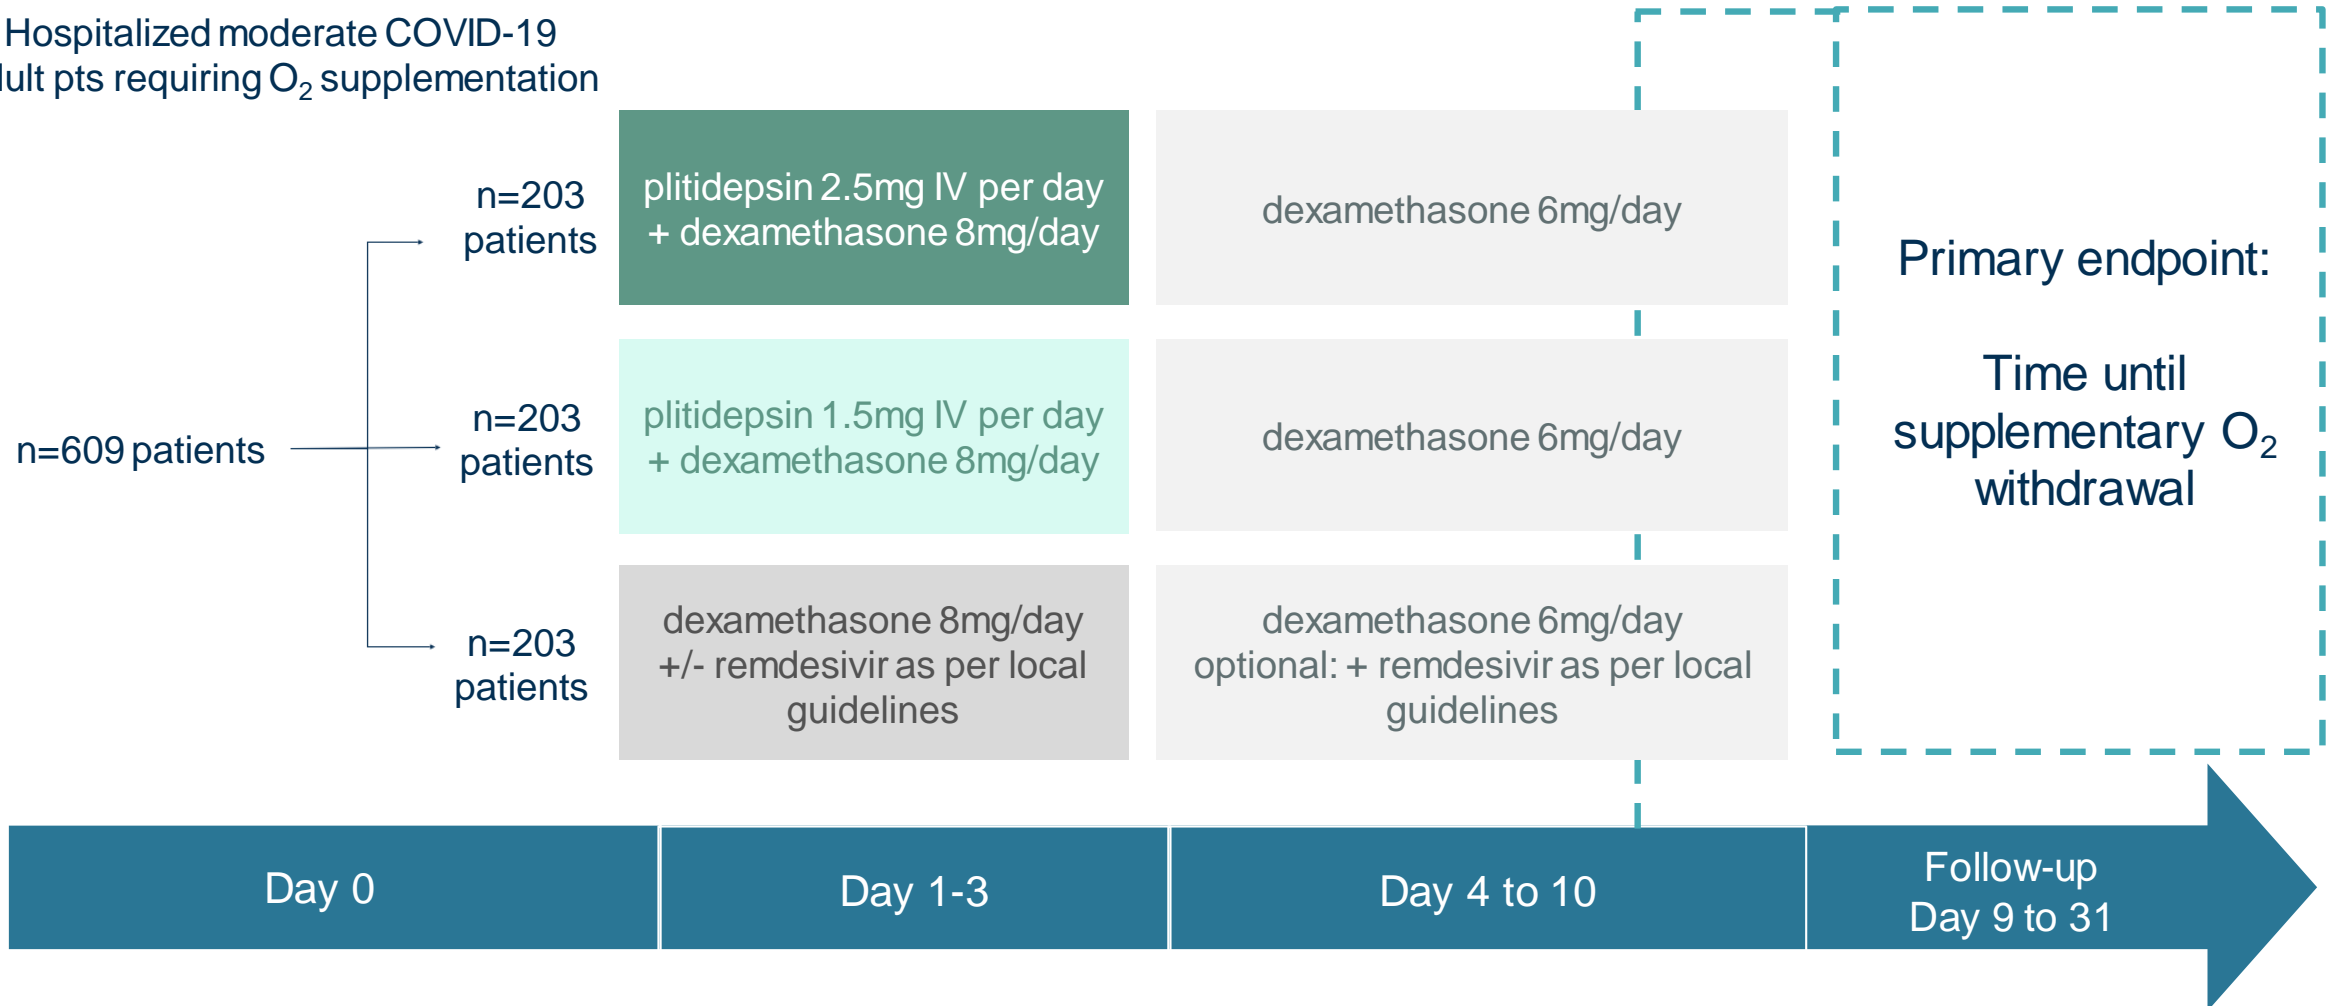 Hospitalized moderate COVID-19
pts requiring O₂ supplementation
n=609 patients
n=203
patients
plitidepsin 2.5mg IV per day
+ dexamethasone 8mg/day
dexamethasone 6mg/day
n=203
patients
plitidepsin 1.5mg IV per day
+ dexamethasone 8mg/day
dexamethasone 6mg/day
n=203
patients
dexamethasone 8mg/day
+/- remdesivir as per local
guidelines
dexamethasone 6mg/day
optional: + remdesivir as per local
guidelines
Primary endpoint:
Time until
supplementary O₂
withdrawal
Day 0
Day 1-3
Day 4 to 10
Follow-up
Day 9 to 31